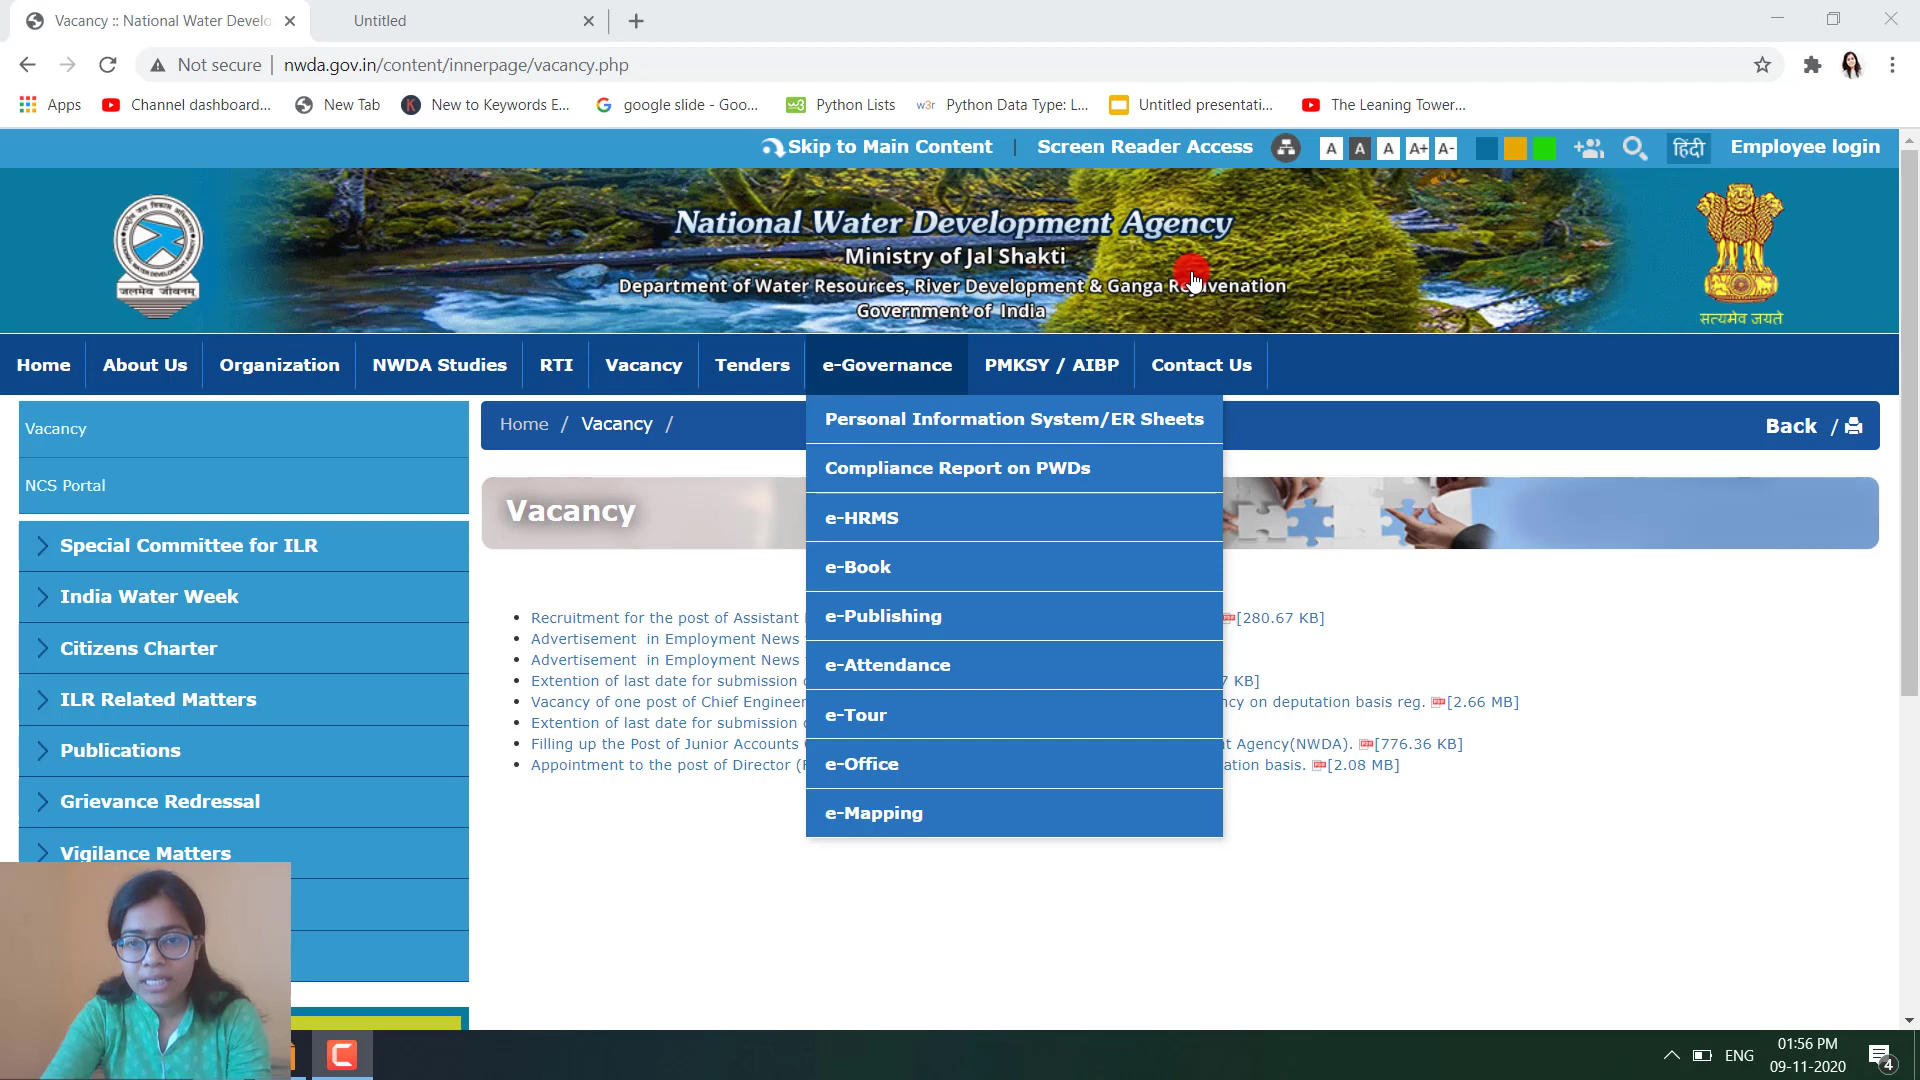 Vacancy :: National Water Develo
Untitled
Not secure
nwda.gov.in/content/innerpage/vacancy.php
Apps
Channel dashboard...
New Tab
New to Keywords E...
google slide - Goo...
Python Lists
Python Data Type: L...
Untitled presentati...
The Leaning Tower...
Skip to Main Content | Screen Reader Access A A A A+ A- हिंदी Employee login
National Water Development Agency
Ministry of Jal Shakti
Department of Water Resources, River Development & Ganga Rejuvenation
Government of India
जलमेव जीवनम्
सत्यमेव जयते
Home About Us Organization NWDA Studies RTI Vacancy Tenders e-Governance PMKSY / AIBP Contact Us
Vacancy
NCS Portal
Special Committee for ILR
India Water Week
Citizens Charter
ILR Related Matters
Publications
Grievance Redressal
Vigilance Matters
Home / Vacancy /
Back /
Personal Information System/ER Sheets
Compliance Report on PWDs
e-HRMS
e-Book
e-Publishing
e-Attendance
e-Tour
e-Office
e-Mapping
Vacancy
Recruitment for the post of Assistant [280.67 KB]
Advertisement in Employment News
Advertisement in Employment News
Extention of last date for submission 7 KB]
Vacancy of one post of Chief Engineer ncy on deputation basis reg. [2.66 MB]
Extention of last date for submission
Filling up the Post of Junior Accounts t Agency(NWDA). [776.36 KB]
Appointment to the post of Director ( ation basis. [2.08 MB]
ENG
01:56 PM
09-11-2020
4